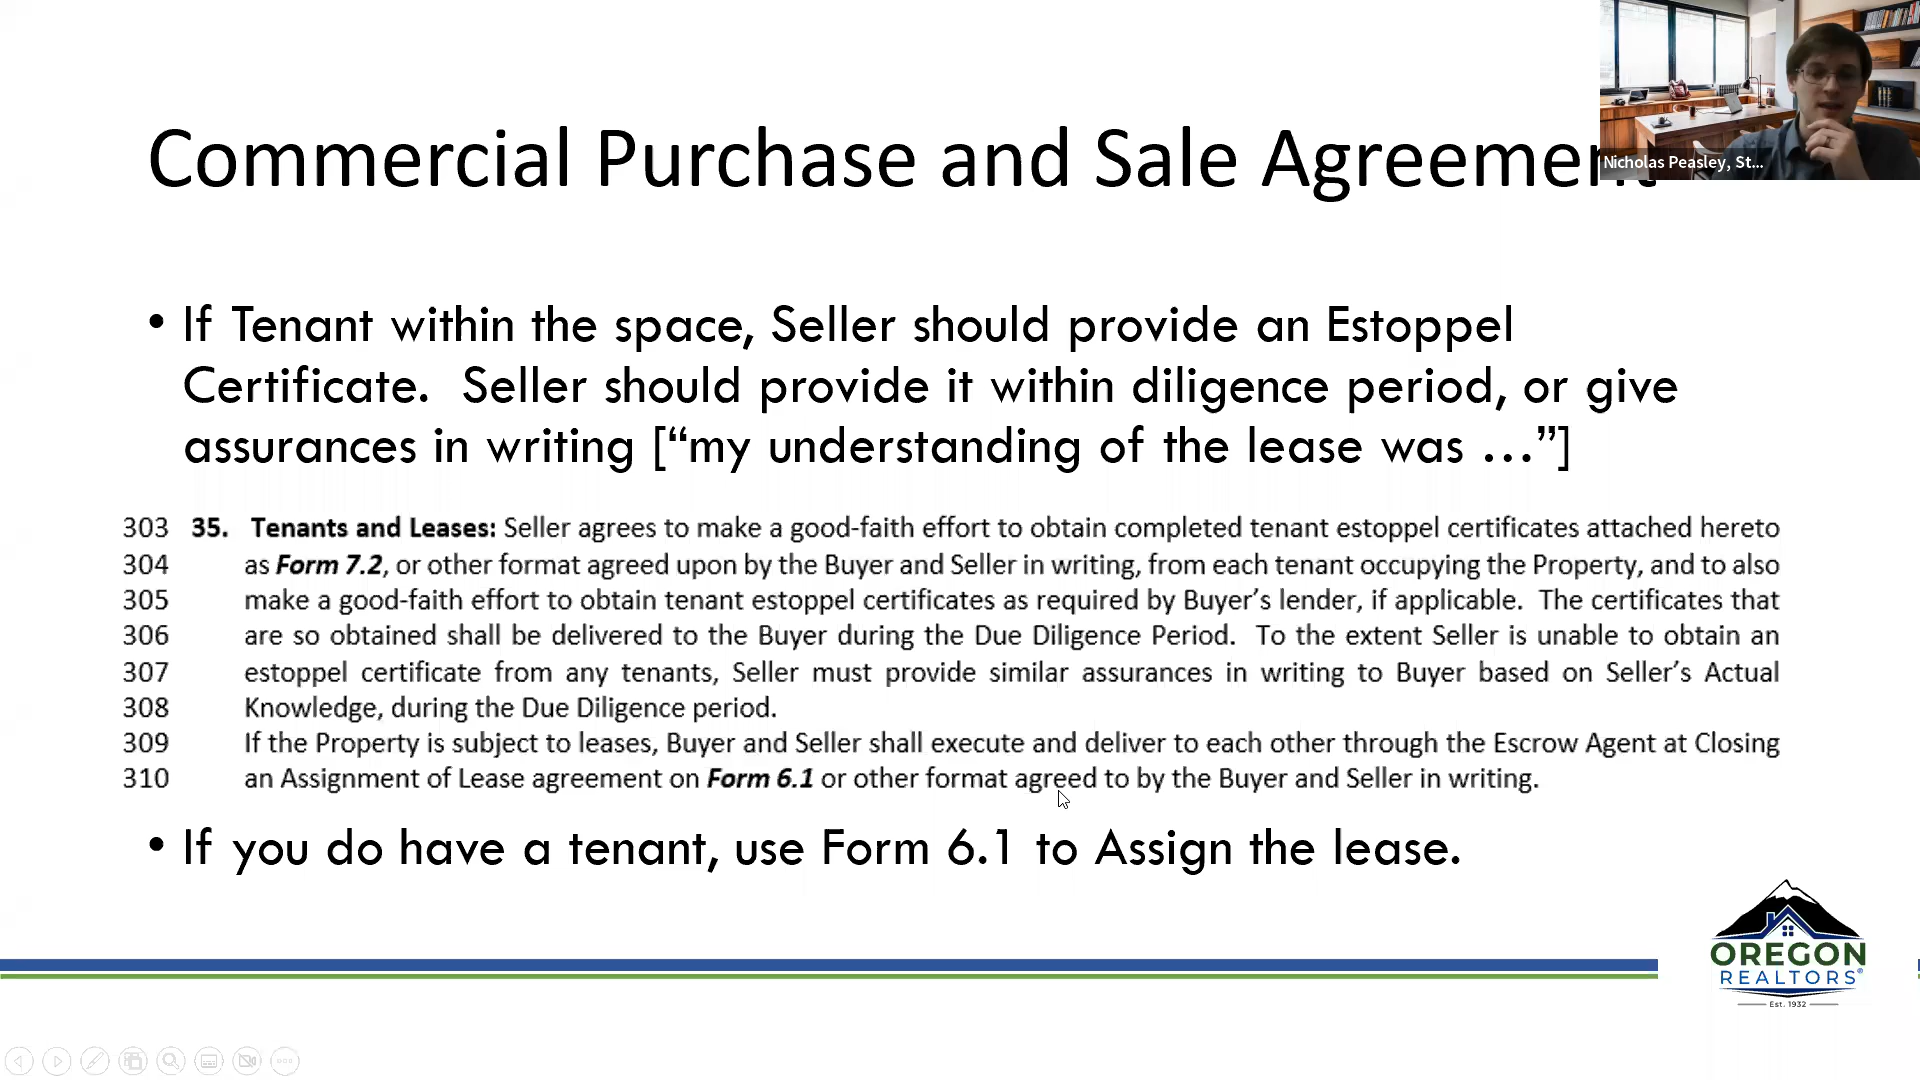 Commercial Purchase and Sale Agreement
Nicholas Peasley, St...
• If Tenant within the space, Seller should provide an Estoppel
Certificate.  Seller should provide it within diligence period, or give
assurances in writing [“my understanding of the lease was …”]
303 35. Tenants and Leases: Seller agrees to make a good-faith effort to obtain completed tenant estoppel certificates attached hereto
304 as Form 7.2, or other format agreed upon by the Buyer and Seller in writing, from each tenant occupying the Property, and to also
305 make a good-faith effort to obtain tenant estoppel certificates as required by Buyer’s lender, if applicable.  The certificates that
306 are so obtained shall be delivered to the Buyer during the Due Diligence Period.  To the extent Seller is unable to obtain an
307 estoppel certificate from any tenants, Seller must provide similar assurances in writing to Buyer based on Seller’s Actual
308 Knowledge, during the Due Diligence period.
309 If the Property is subject to leases, Buyer and Seller shall execute and deliver to each other through the Escrow Agent at Closing
310 an Assignment of Lease agreement on Form 6.1 or other format agreed to by the Buyer and Seller in writing.
• If you do have a tenant, use Form 6.1 to Assign the lease.
OREGON
REALTORS®
Est. 1932